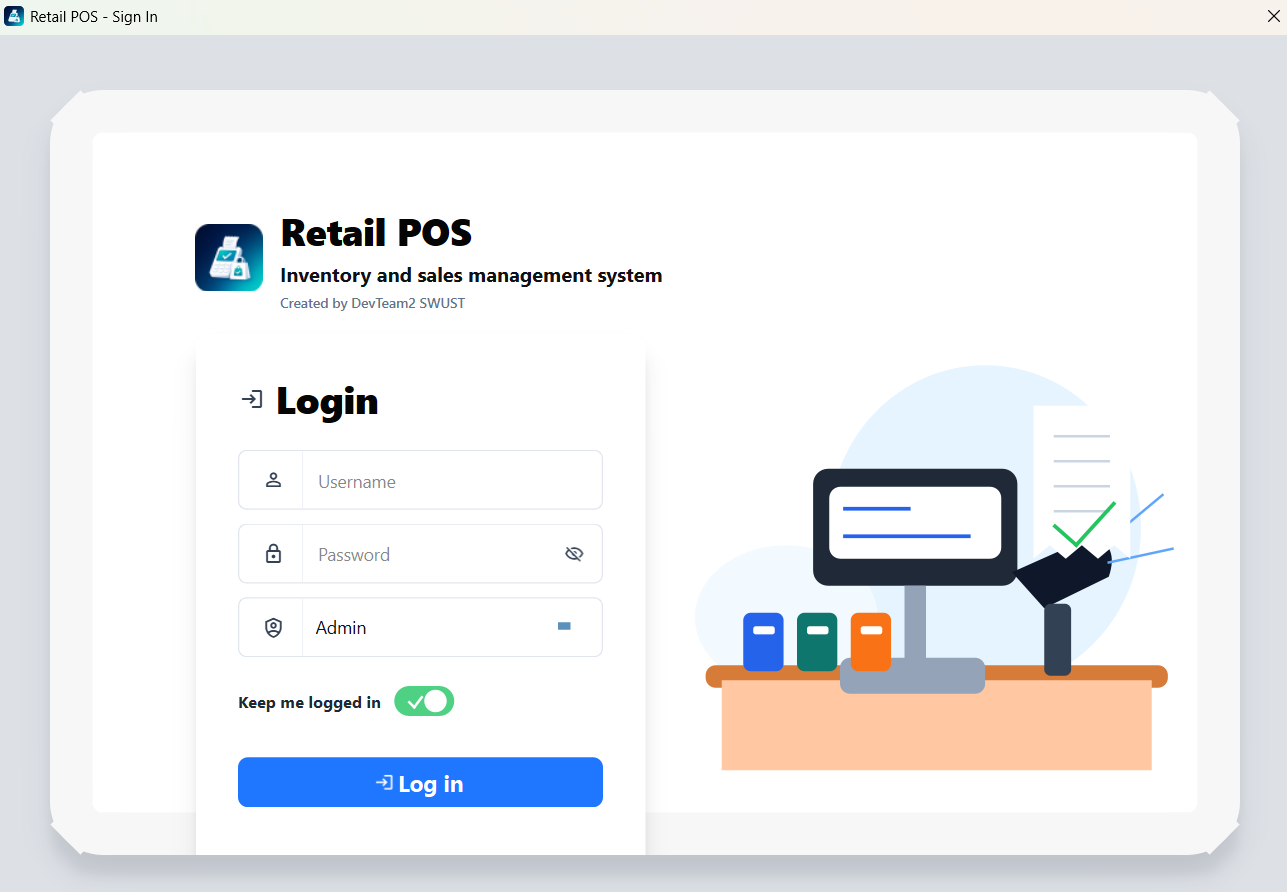 Retail POS - Sign In
Retail POS
Inventory and sales management system
Created by DevTeam2 SWUST
Login
Username
Password
Admin
Keep me logged in
Log in